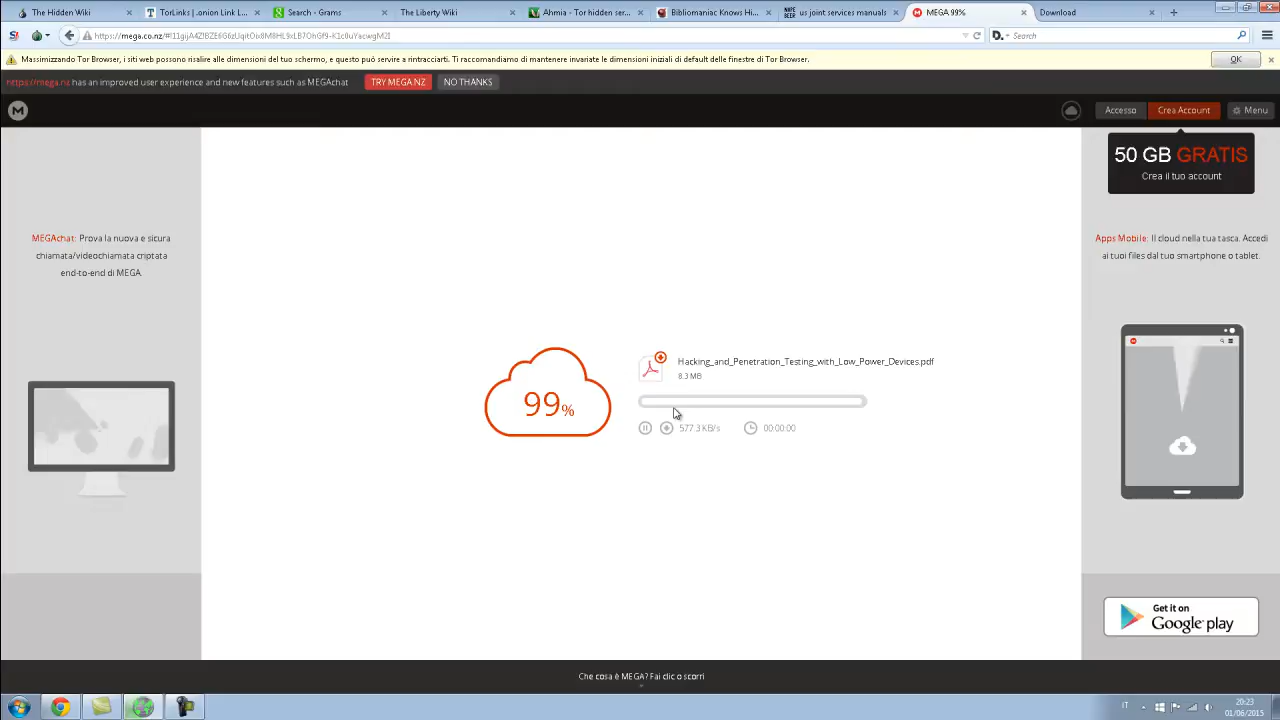 The Hidden Wiki
TorLinks | .onion Link L...
Search - Grams
The Liberty Wiki
Ahmia - Tor hidden ser...
Bibliomaniac Knows Hi...
us joint services manuals
MEGA 99%
Download
Search
Massimizzando Tor Browser, i siti web possono risalire alle dimensioni del tuo schermo, e questo può servire a rintracciarti. Ti raccomandiamo di mantenere invariate le dimensioni iniziali di default delle finestre di Tor Browser.
OK
https://mega.nz has an improved user experience and new features such as MEGAchat
TRY MEGA.NZ
NO THANKS
M
Accesso
Crea Account
Menu
50 GB GRATIS
Crea il tuo account
MEGAchat: Prova la nuova e sicura
chiamata/videochiamata criptata
end-to-end di MEGA.
Apps Mobile: Il cloud nella tua tasca. Accedi
ai tuoi files dal tuo smartphone o tablet.
99%
Hacking_and_Penetration_Testing_with_Low_Power_Devices.pdf
8.3 MB
577.3 KB/s
00:00:00
Get it on
Google play
Che cosa è MEGA? Fai clic o scorri
IT
20:23
01/06/2015